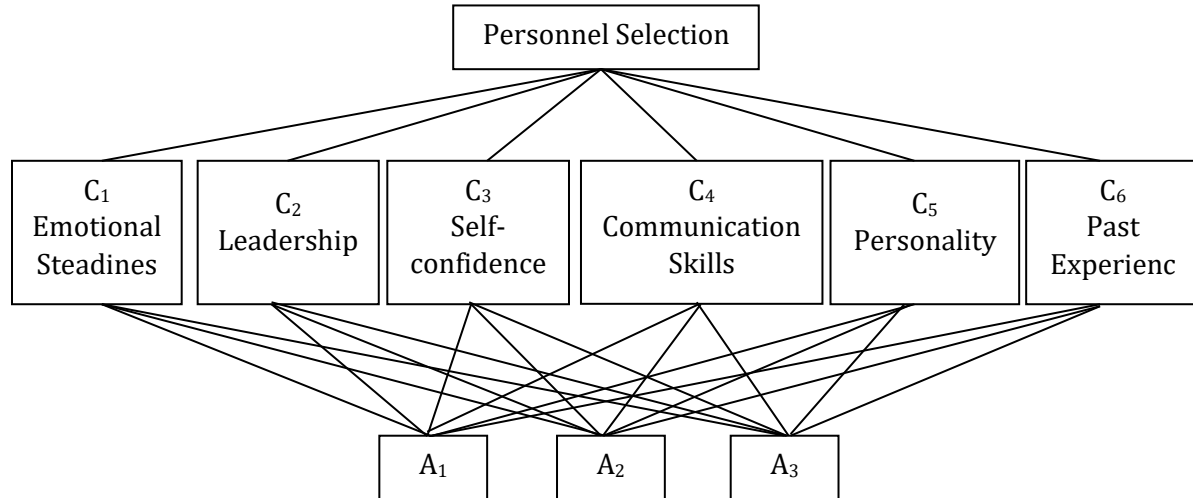 Personnel Selection
C₁
Emotional
Steadines
C₂
Leadership
C₃
Self-
confidence
C₄
Communication
Skills
C₅
Personality
C₆
Past
Experienc
A₁
A₂
A₃